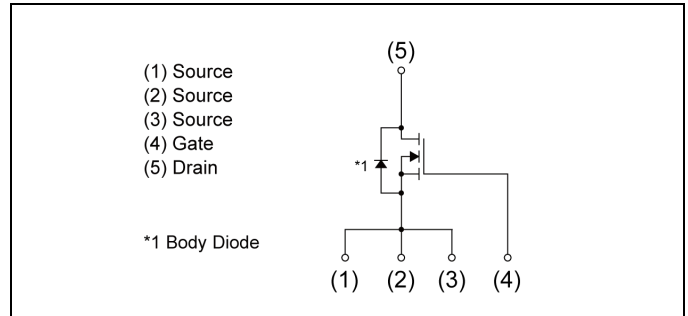 (5)
(1) Source
(2) Source
(3) Source
(4) Gate
(5) Drain
*1
*1 Body Diode
(1) (2) (3) (4)